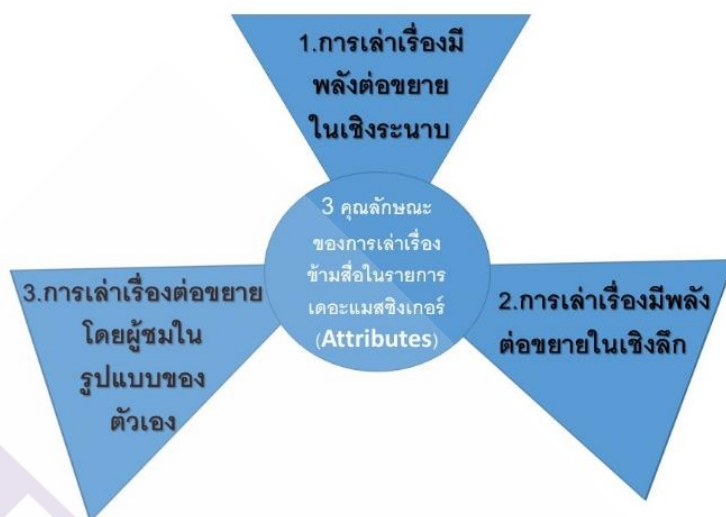 1.การเล่าเรื่องมี
พลังต่อขยาย
ในเชิงระนาบ
3 คุณลักษณะ
ของการเล่าเรื่อง
ข้ามสื่อในรายการ
เดอะแมสซิงเกอร์
(Attributes)
2.การเล่าเรื่องมีพลัง
ต่อขยายในเชิงลึก
3.การเล่าเรื่องต่อขยาย
โดยผู้ชมใน
รูปแบบของ
ตัวเอง